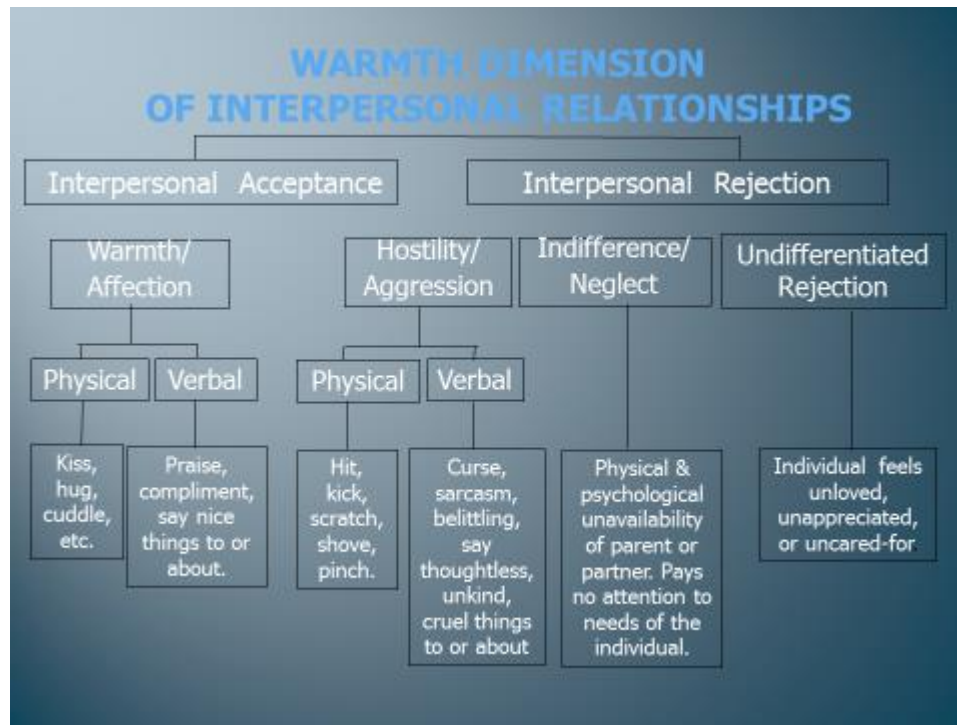 WARMTH DIMENSION
OF INTERPERSONAL RELATIONSHIPS
Interpersonal Acceptance
Interpersonal Rejection
Warmth/
Affection
Hostility/
Aggression
Indifference/
Neglect
Undifferentiated
Rejection
Physical
Verbal
Physical
Verbal
Kiss,
hug,
cuddle,
etc.
Praise,
compliment,
say nice
things to or
about.
Hit,
kick,
scratch,
shove,
pinch.
Curse,
sarcasm,
belittling,
say
thoughtless,
unkind,
cruel things
to or about
Physical &
psychological
unavailability
of parent or
partner. Pays
no attention to
needs of the
individual.
Individual feels
unloved,
unappreciated,
or uncared-for.